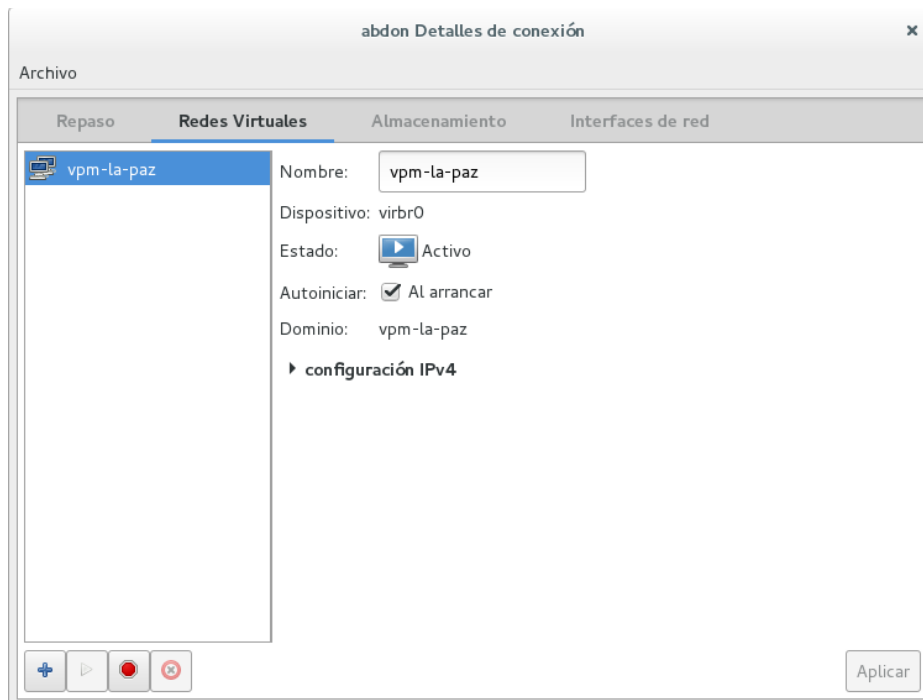 abdon Detalles de conexión
Archivo
Repaso Redes Virtuales Almacenamiento Interfaces de red
vpm-la-paz
Nombre: vpm-la-paz
Dispositivo: virbr0
Estado: Activo
Autoiniciar: Al arrancar
Dominio: vpm-la-paz
configuración IPv4
Aplicar